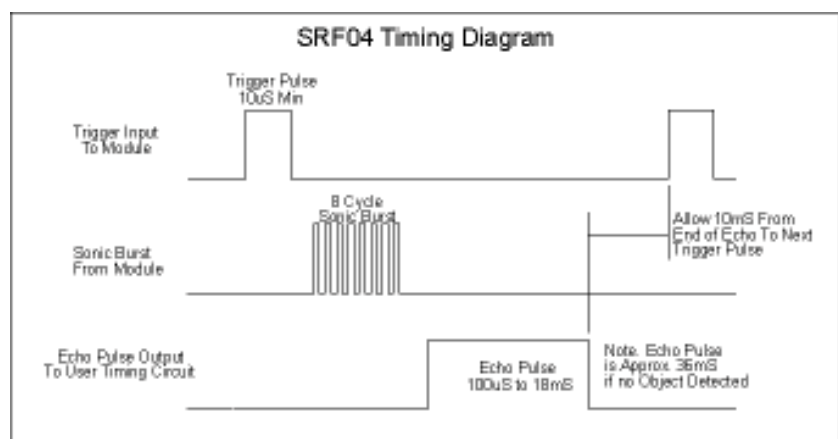 SRF04 Timing Diagram
Trigger Pulse
10uS Min
Trigger Input
To Module
8 Cycle
Sonic Burst
Allow 10mS From
End of Echo To Next
Trigger Pulse
Sonic Burst
From Module
Echo Pulse Output
To User Timing Circuit
Echo Pulse
100uS to 18mS
Note. Echo Pulse
is Approx. 36mS
if no Object Detected